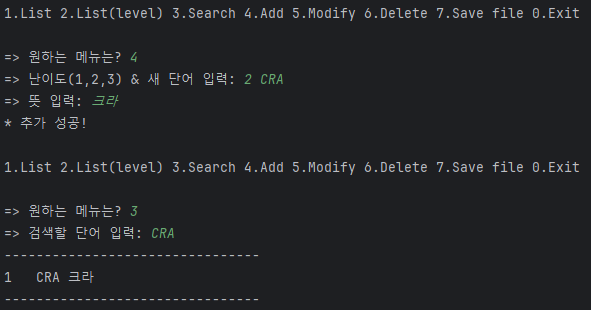 1.List 2.List(level) 3.Search 4.Add 5.Modify 6.Delete 7.Save file 0.Exit
=> 원하는 메뉴는? 4
=> 난이도(1,2,3) & 새 단어 입력: 2 CRA
=> 뜻 입력: 크라
* 추가 성공!
1.List 2.List(level) 3.Search 4.Add 5.Modify 6.Delete 7.Save file 0.Exit
=> 원하는 메뉴는? 3
=> 검색할 단어 입력: CRA
--------------------------------
1 CRA 크라
--------------------------------